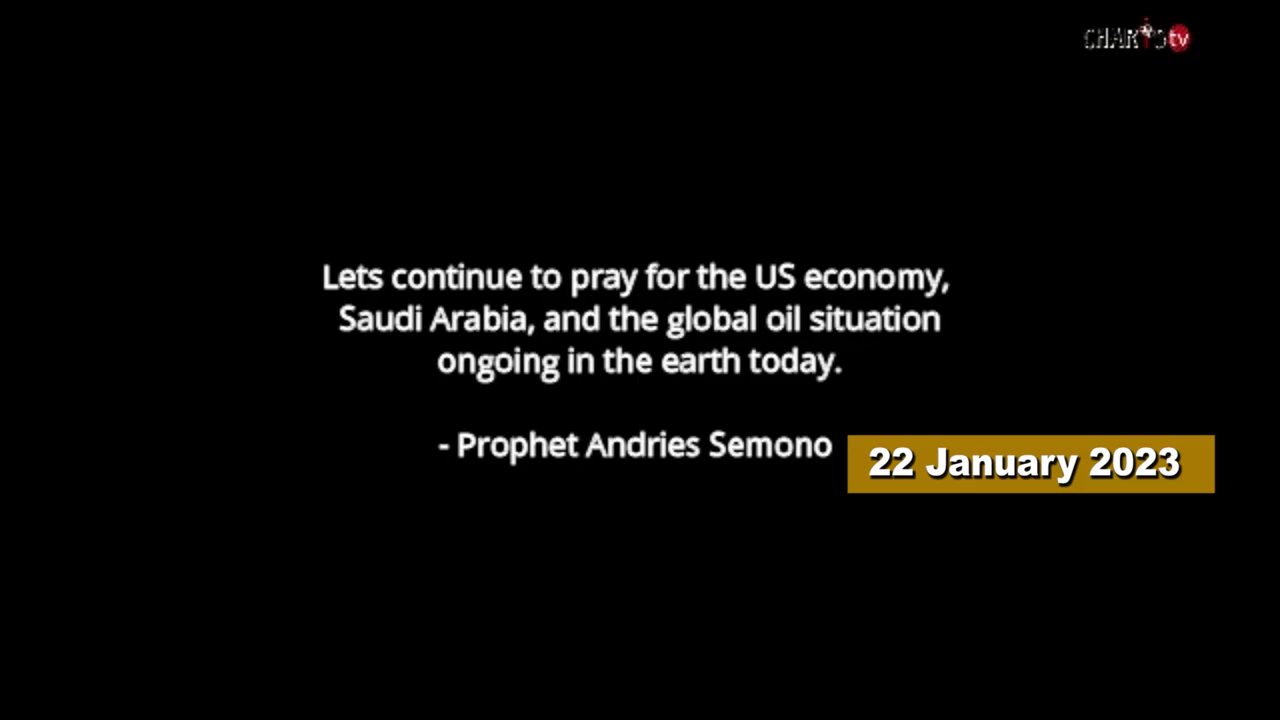 Lets continue to pray for the US economy,
Saudi Arabia, and the global oil situation
ongoing in the earth today.
- Prophet Andries Semono
22 January 2023
tv